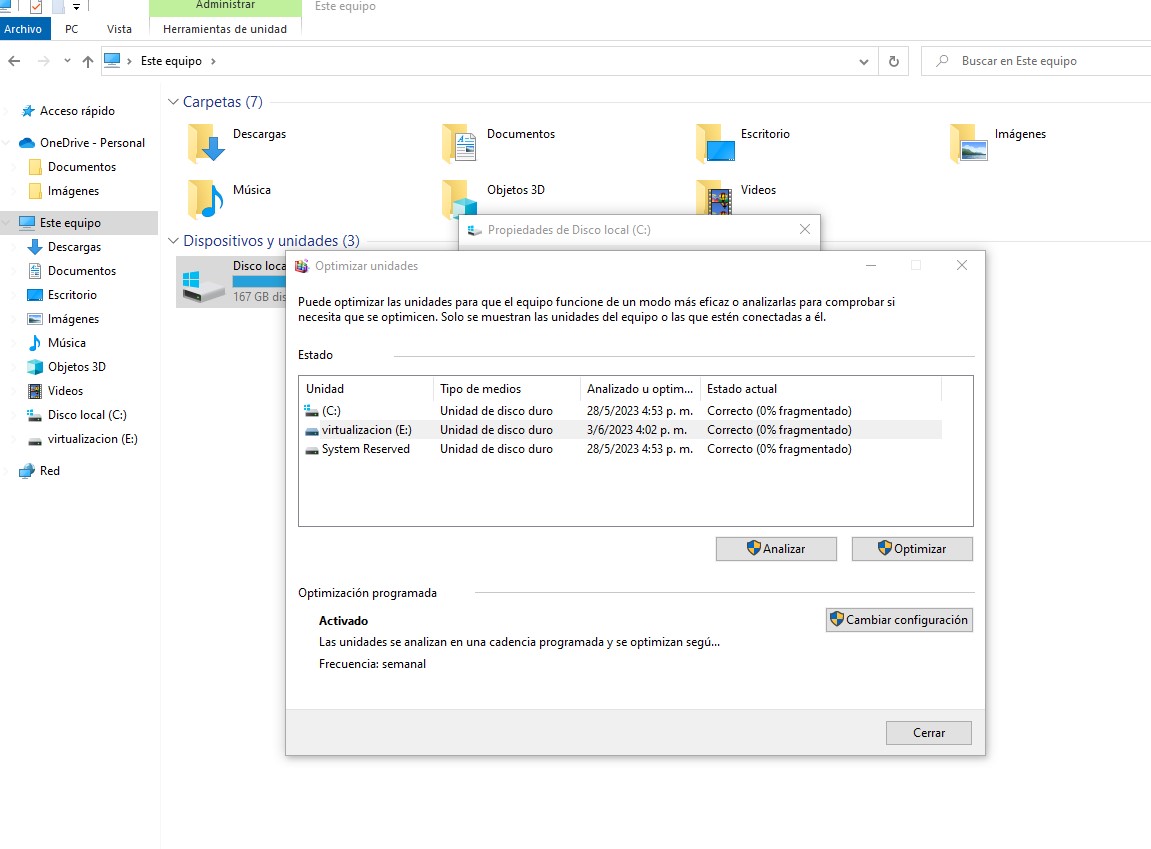 Administrar
Este equipo
Archivo
PC
Vista
Herramientas de unidad
Este equipo
Buscar en Este equipo
Acceso rápido
OneDrive - Personal
Documentos
Imágenes
Este equipo
Descargas
Documentos
Escritorio
Imágenes
Música
Objetos 3D
Videos
Disco local (C:)
virtualizacion (E:)
Red
Carpetas (7)
Descargas
Documentos
Escritorio
Imágenes
Música
Objetos 3D
Videos
Dispositivos y unidades (3)
Disco loca
167 GB dis
Propiedades de Disco local (C:)
Optimizar unidades
Puede optimizar las unidades para que el equipo funcione de un modo más eficaz o analizarlas para comprobar si
necesita que se optimicen. Solo se muestran las unidades del equipo o las que estén conectadas a él.
Estado
Unidad Tipo de medios Analizado u optim... Estado actual
(C:) Unidad de disco duro 28/5/2023 4:53 p. m. Correcto (0% fragmentado)
virtualizacion (E:) Unidad de disco duro 3/6/2023 4:02 p. m. Correcto (0% fragmentado)
System Reserved Unidad de disco duro 28/5/2023 4:53 p. m. Correcto (0% fragmentado)
Analizar
Optimizar
Optimización programada
Activado
Cambiar configuración
Las unidades se analizan en una cadencia programada y se optimizan segú...
Frecuencia: semanal
Cerrar